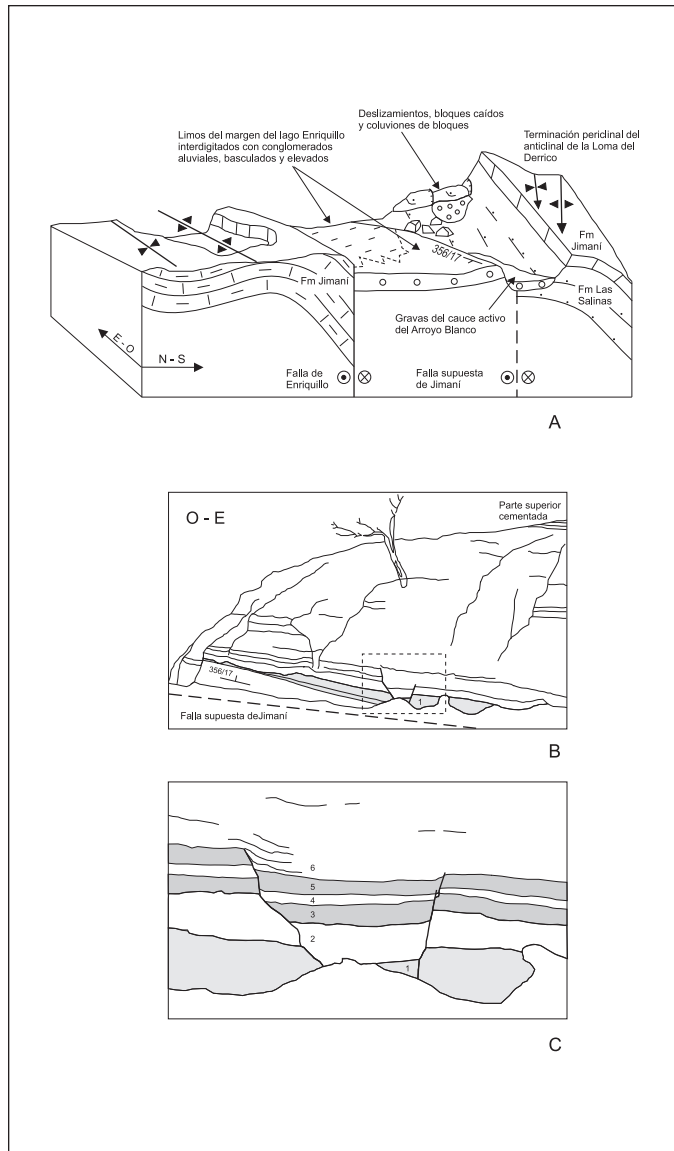 Deslizamientos, bloques caídos
y coluviones de bloques
Limos del margen del lago Enriquillo
interdigitados con conglomerados
aluviales, basculados y elevados
Terminación periclinal del
anticlinal de la Loma del
Derrico
Fm
Jimaní
356/17
Fm Jimaní
Fm Las
Salinas
Gravas del cauce activo
del Arroyo Blanco
E - O
N - S
Falla de
Enriquillo
Falla supuesta
de Jimaní
A
O - E
Parte superior
cementada
356/17
1
Falla supuesta deJimaní
B
6
5
4
3
2
1
C